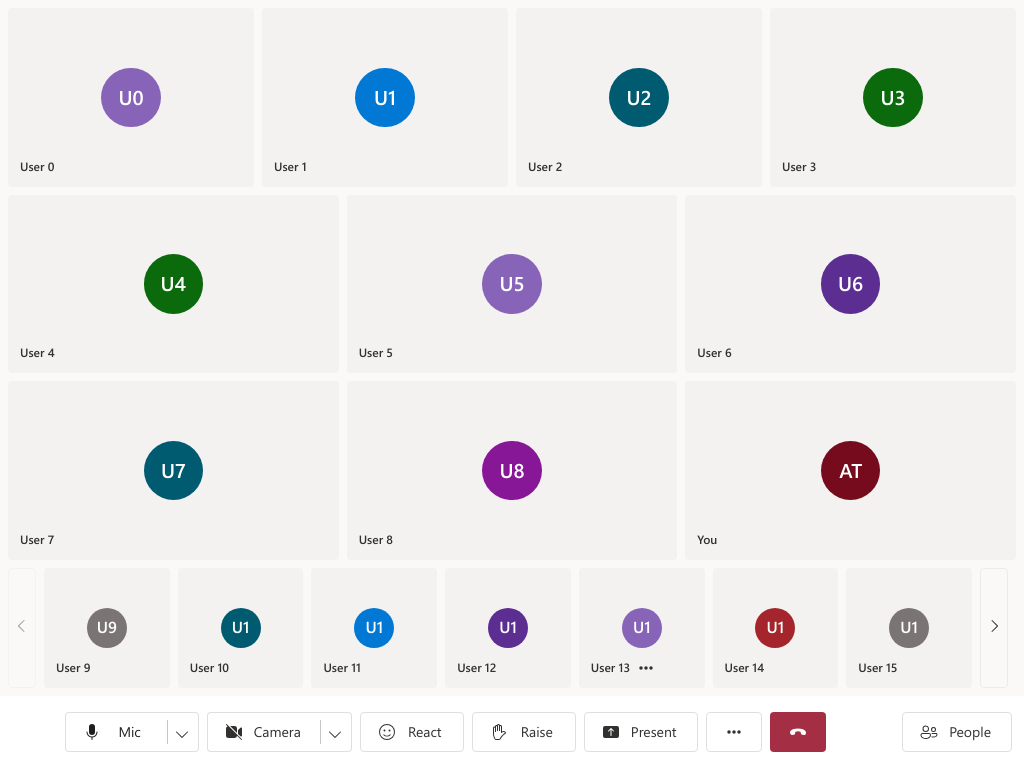 U0
User 0
U1
User 1
U2
User 2
U3
User 3
U4
User 4
U5
User 5
U6
User 6
U7
User 7
U8
User 8
AT
You
U9
User 9
U1
User 10
U1
User 11
U1
User 12
U1
User 13
U1
User 14
U1
User 15
Mic
Camera
React
Raise
Present
People